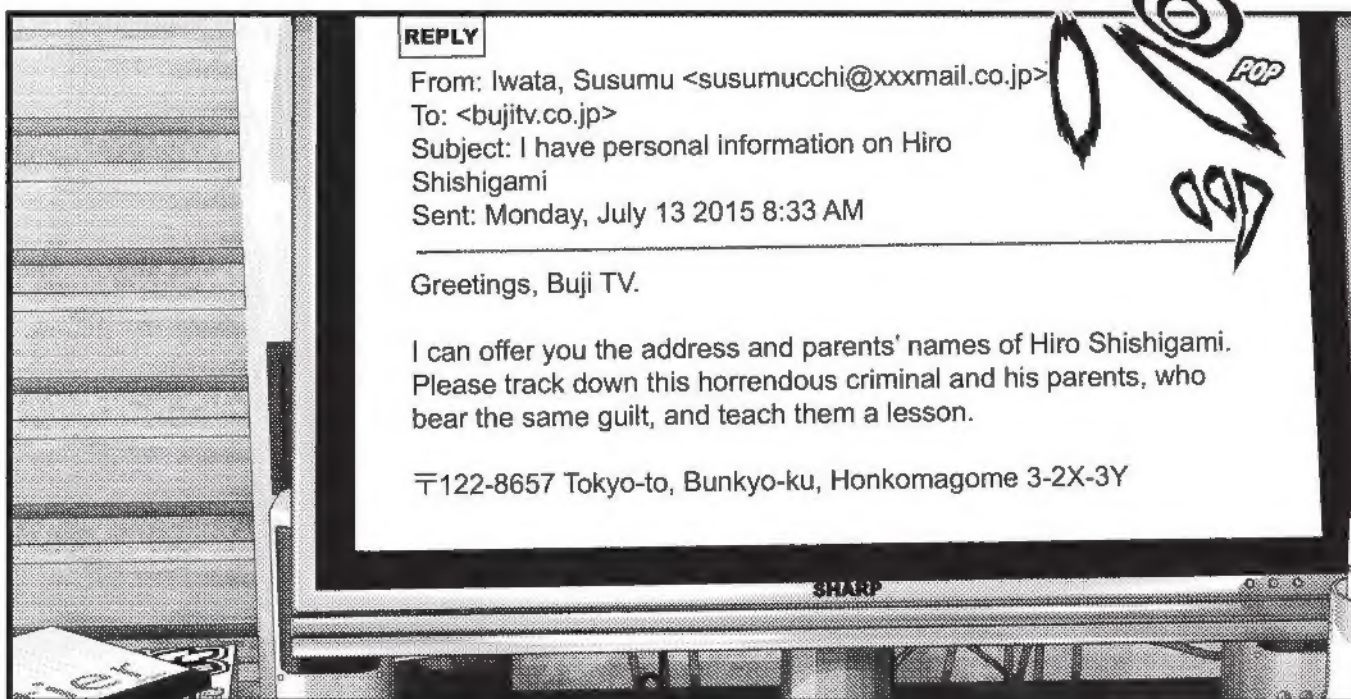 REPLY
From: Iwata, Susumu <susumucchi@xxxmail.co.jp>
To: <bujitv.co.jp>
Subject: I have personal information on Hiro
Shishigami
Sent: Monday, July 13 2015 8:33 AM
POP
Greetings, Buji TV.
I can offer you the address and parents' names of Hiro Shishigami.
Please track down this horrendous criminal and his parents, who
bear the same guilt, and teach them a lesson.
〒122-8657 Tokyo-to, Bunkyo-ku, Honkomagome 3-2X-3Y
SHARP